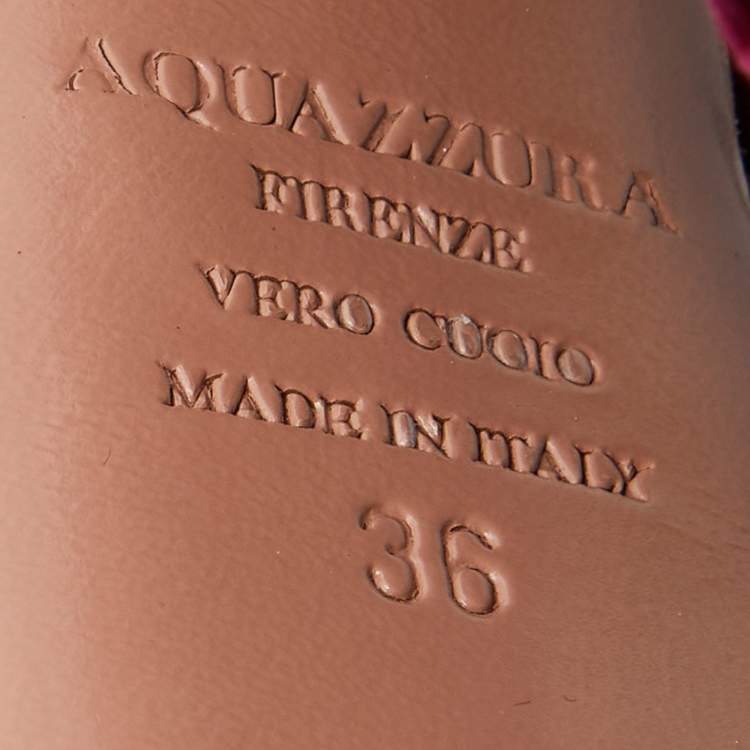 AQUAZZURA
FIRENZE
VERO CUOIO
MADE IN ITALY
36